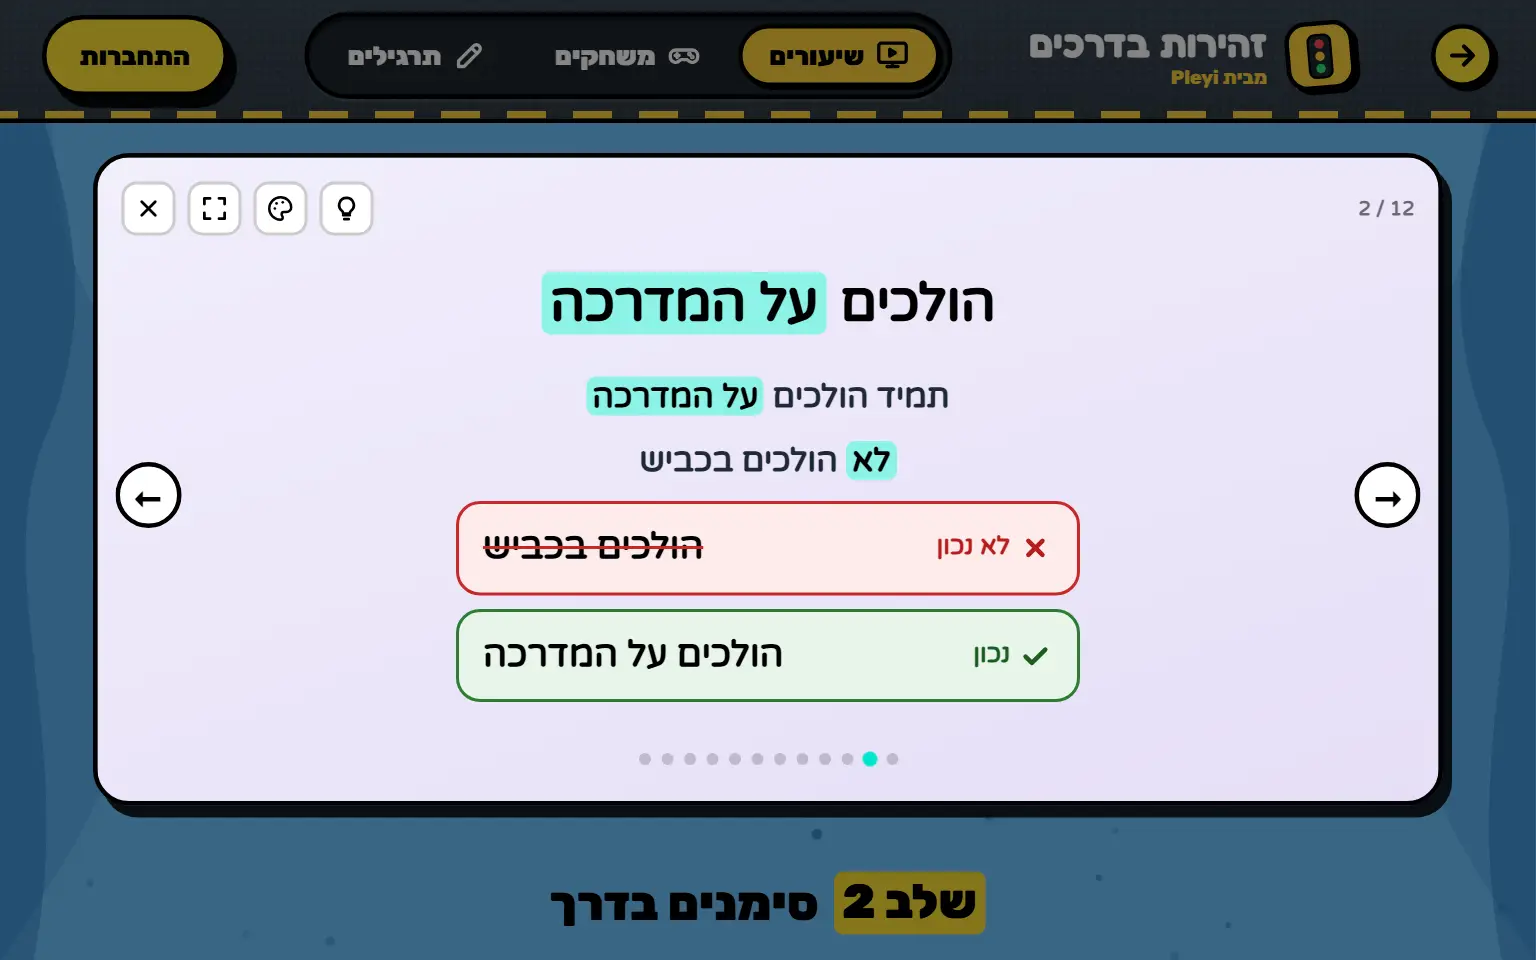 זהירות בדרכים
מבית Pleyi
שיעורים
משחקים
תרגילים
התחברות
2 / 12
הולכים על המדרכה
תמיד הולכים על המדרכה
לא הולכים בכביש
לא נכון
הולכים בכביש
נכון
הולכים על המדרכה
שלב 2 סימנים בדרך